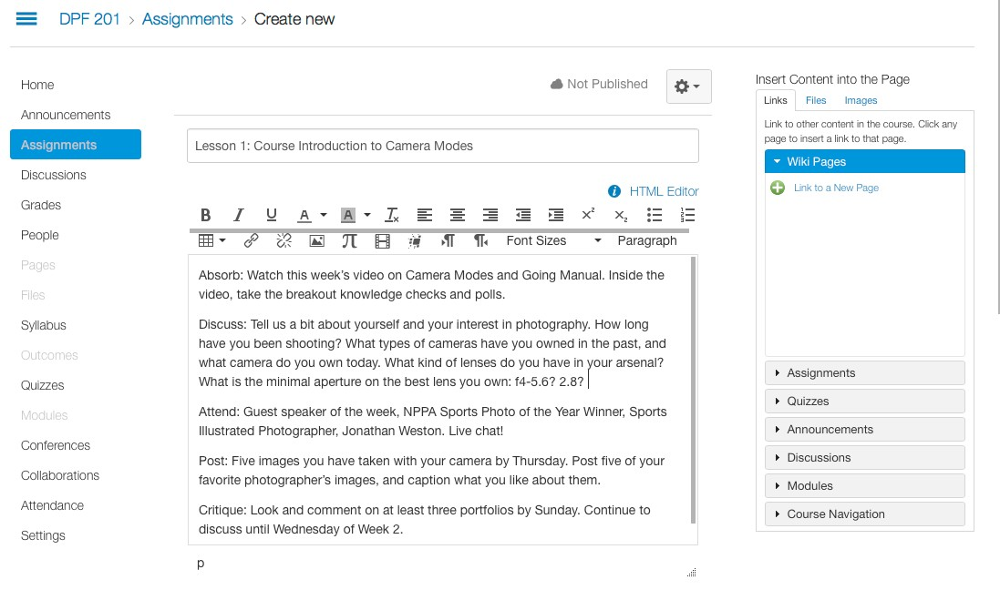 DPF 201 > Assignments > Create new
Home
Announcements
Assignments
Discussions
Grades
People
Pages
Files
Syllabus
Outcomes
Quizzes
Modules
Conferences
Collaborations
Attendance
Settings
Not Published
Lesson 1: Course Introduction to Camera Modes
HTML Editor
Font Sizes Paragraph
Absorb: Watch this week’s video on Camera Modes and Going Manual. Inside the
video, take the breakout knowledge checks and polls.
Discuss: Tell us a bit about yourself and your interest in photography. How long
have you been shooting? What types of cameras have you owned in the past, and
what camera do you own today. What kind of lenses do you have in your arsenal?
What is the minimal aperture on the best lens you own: f4-5.6? 2.8?
Attend: Guest speaker of the week, NPPA Sports Photo of the Year Winner, Sports
Illustrated Photographer, Jonathan Weston. Live chat!
Post: Five images you have taken with your camera by Thursday. Post five of your
favorite photographer’s images, and caption what you like about them.
Critique: Look and comment on at least three portfolios by Sunday. Continue to
discuss until Wednesday of Week 2.
p
Insert Content into the Page
Links Files Images
Link to other content in the course. Click any
page to insert a link to that page.
Wiki Pages
Link to a New Page
Assignments
Quizzes
Announcements
Discussions
Modules
Course Navigation